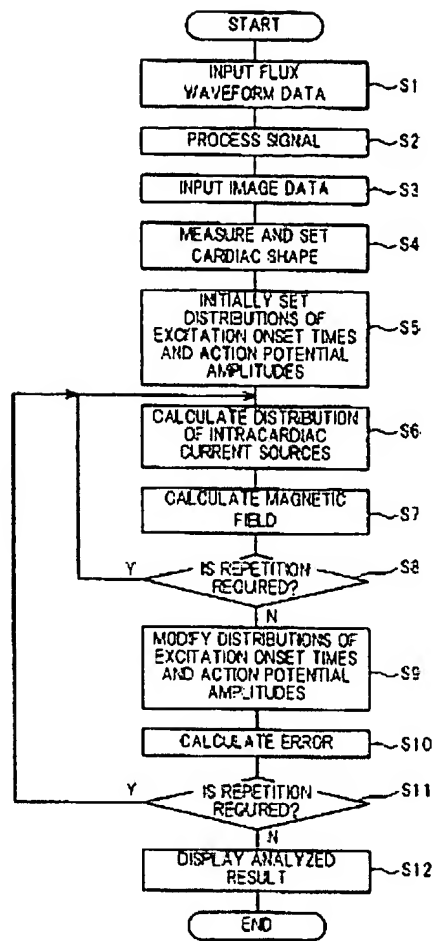 START
INPUT FLUX
WAVEFORM DATA
S1
PROCESS SIGNAL
S2
INPUT IMAGE DATA
S3
MEASURE AND SET
CARDIAC SHAPE
S4
INITIALLY SET
DISTRIBUTIONS OF
EXCITATION ONSET TIMES
AND ACTION POTENTIAL
AMPLITUDES
S5
CALCULATE DISTRIBUTION
OF INTRACARDIAC
CURRENT SOURCES
S6
CALCULATE MAGNETIC
FIELD
S7
Y
IS REPETITION
REQUIRED?
S8
N
MODIFY DISTRIBUTIONS OF
EXCITATION ONSET TIMES
AND ACTION POTENTIAL
AMPLITUDES
S9
CALCULATE ERROR
S10
Y
IS REPETITION
REQUIRED?
S11
N
DISPLAY ANALYZED
RESULT
S12
END